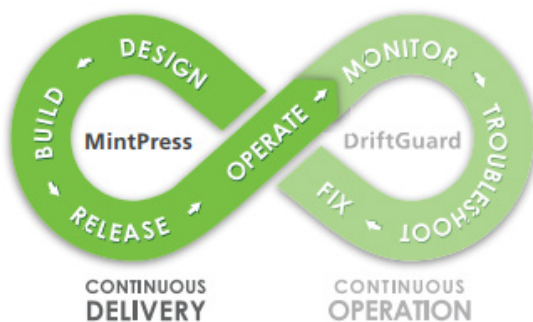 DESIGN
BUILD
RELEASE
OPERATE
MONITOR
TROUBLESHOOT
FIX
MintPress
DriftGuard
CONTINUOUS
DELIVERY
CONTINUOUS
OPERATION